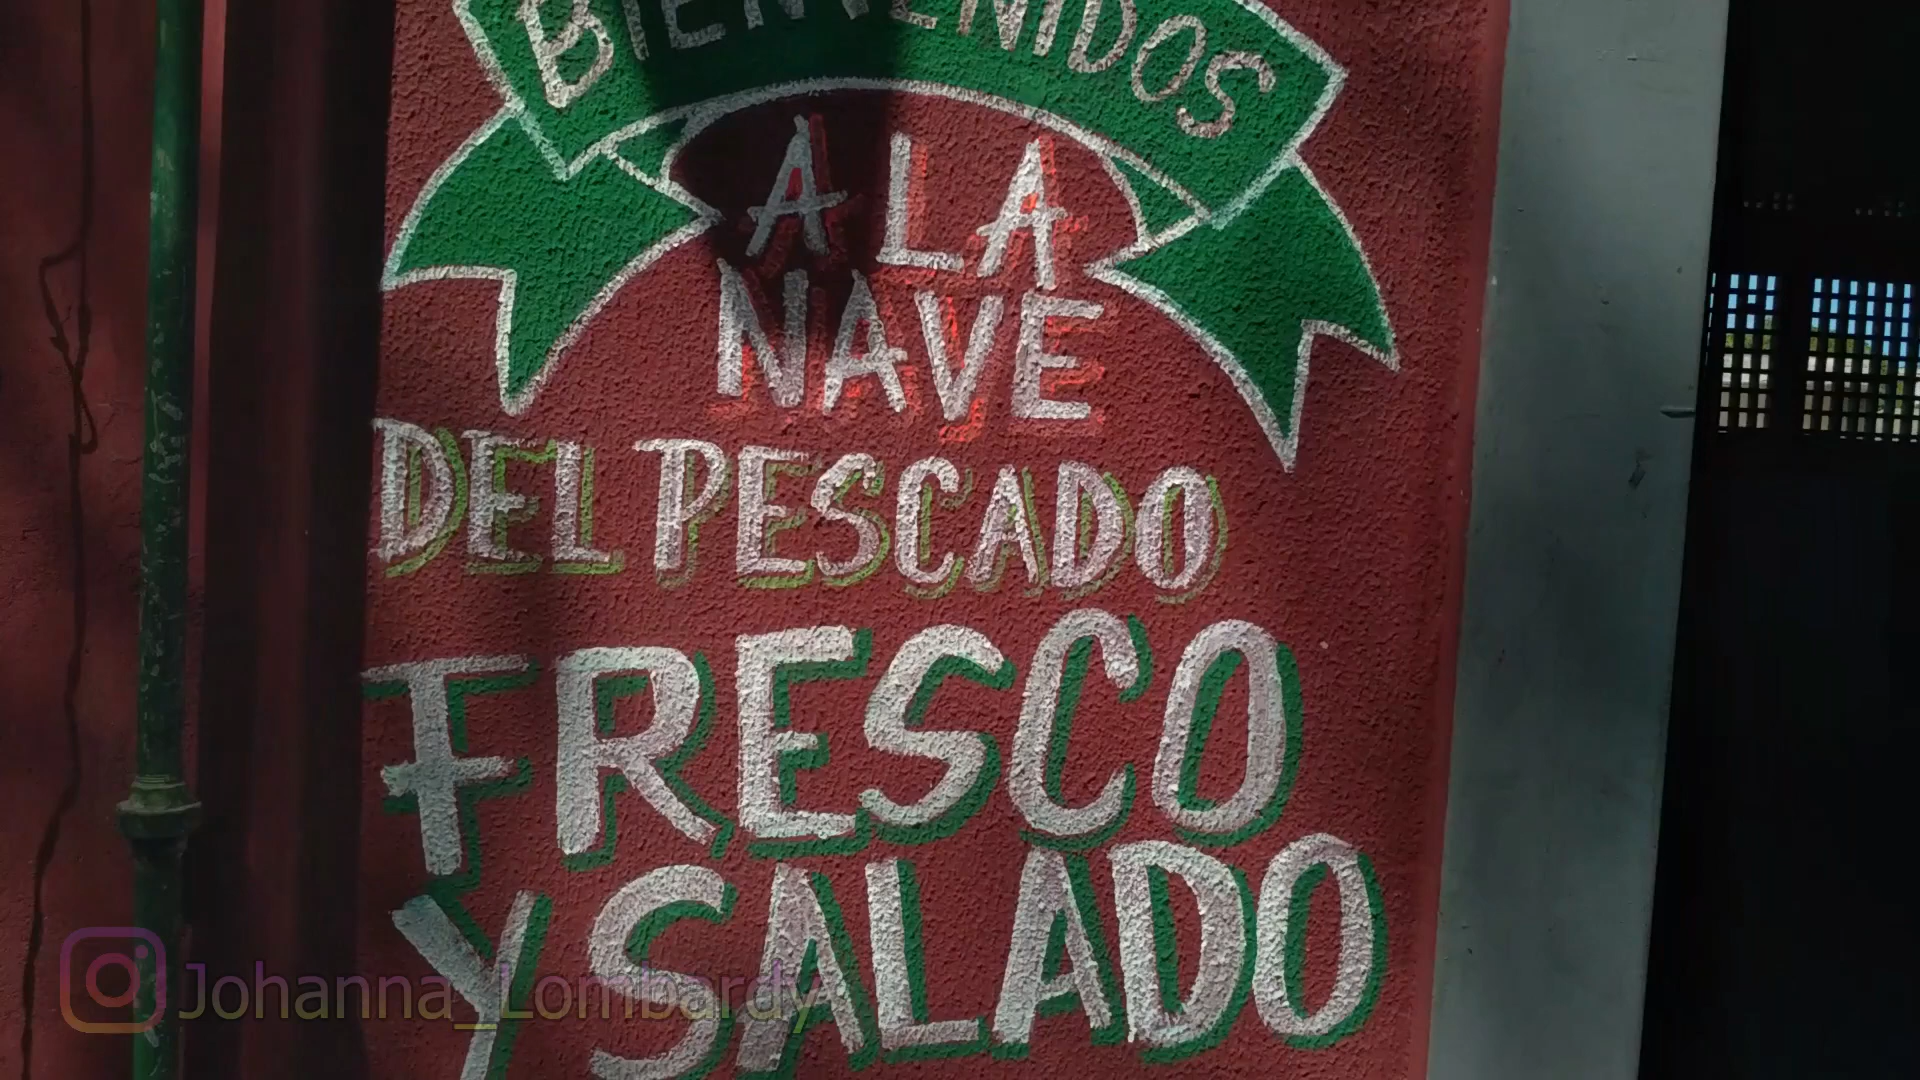 BIENVENIDOS
A LA
NAVE
DEL PESCADO
FRESCO
Y SALADO
Johanna_Lombardy